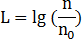 L = lg (n/n₀)